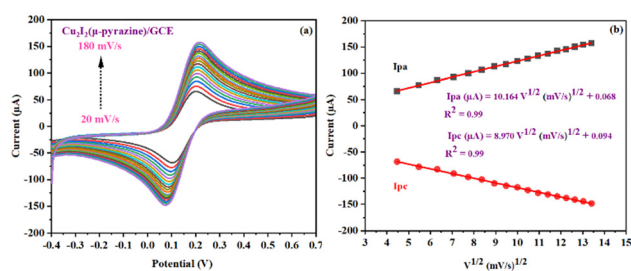 Cu₂I₂(μ-pyrazine)/GCE
(a)
180 mV/s
20 mV/s
Current (μA)
200
150
100
50
0
-50
-100
-150
-200
-0.4 -0.3 -0.2 -0.1 0.0 0.1 0.2 0.3 0.4 0.5 0.6 0.7
Potential (V)
(b)
Ipa
Ipa (μA) = 10.164 V^1/2 (mV/s)^1/2 + 0.068
R² = 0.99
Ipc (μA) = 8.970 V^1/2 (mV/s)^1/2 + 0.094
R² = 0.99
Ipc
Current (μA)
200
150
100
50
0
-50
-100
-150
-200
3 4 5 6 7 8 9 10 11 12 13 14
V^1/2 (mV/s)^1/2